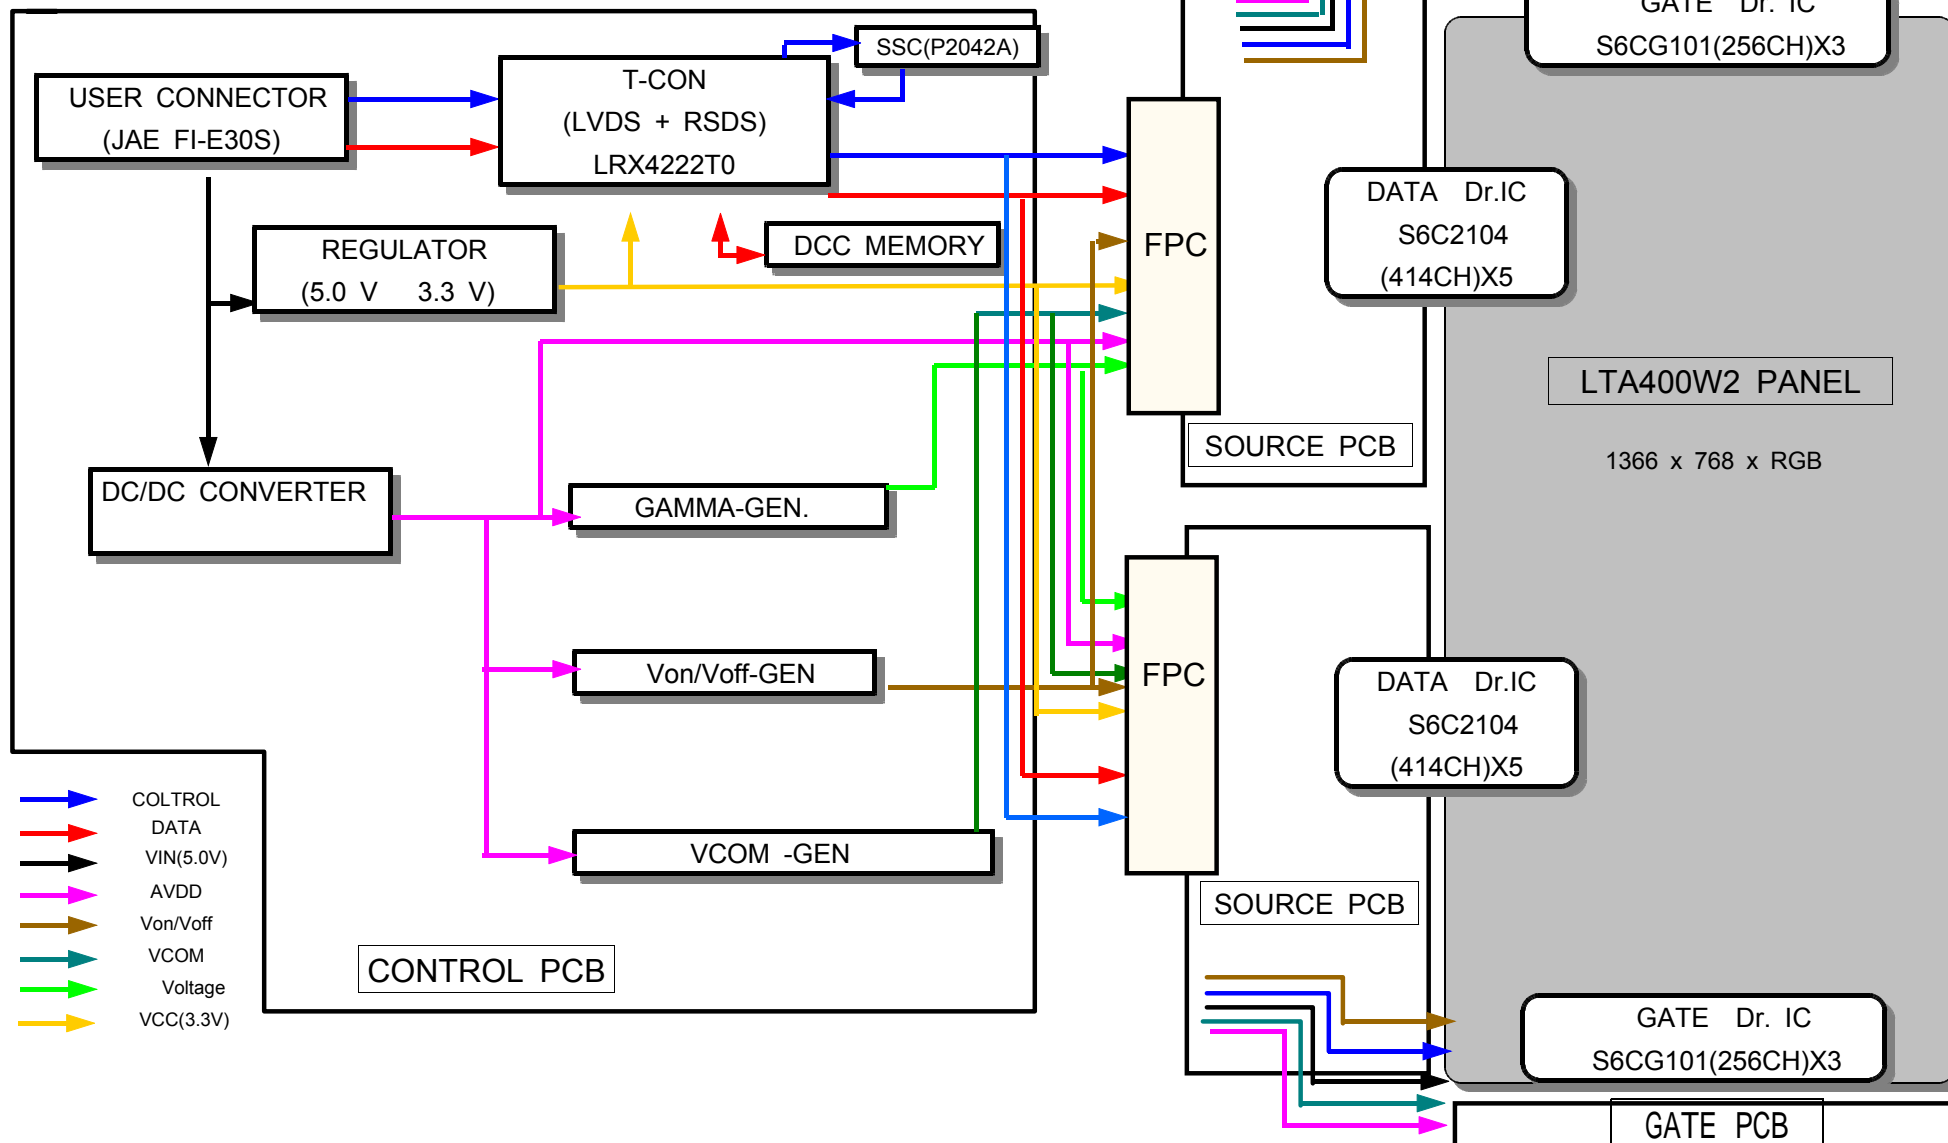 GATE Dr. IC
S6CG101(256CH)X3
SSC(P2042A)
T-CON
(LVDS + RSDS)
LRX4222T0
USER CONNECTOR
(JAE FI-E30S)
DATA Dr.IC
S6C2104
(414CH)X5
FPC
DCC MEMORY
REGULATOR
(5.0 V 3.3 V)
LTA400W2 PANEL
1366 x 768 x RGB
SOURCE PCB
DC/DC CONVERTER
GAMMA-GEN.
Von/Voff-GEN
FPC
DATA Dr.IC
S6C2104
(414CH)X5
VCOM -GEN
COLTROL
DATA
VIN(5.0V)
AVDD
Von/Voff
VCOM
Voltage
VCC(3.3V)
SOURCE PCB
CONTROL PCB
GATE Dr. IC
S6CG101(256CH)X3
GATE PCB